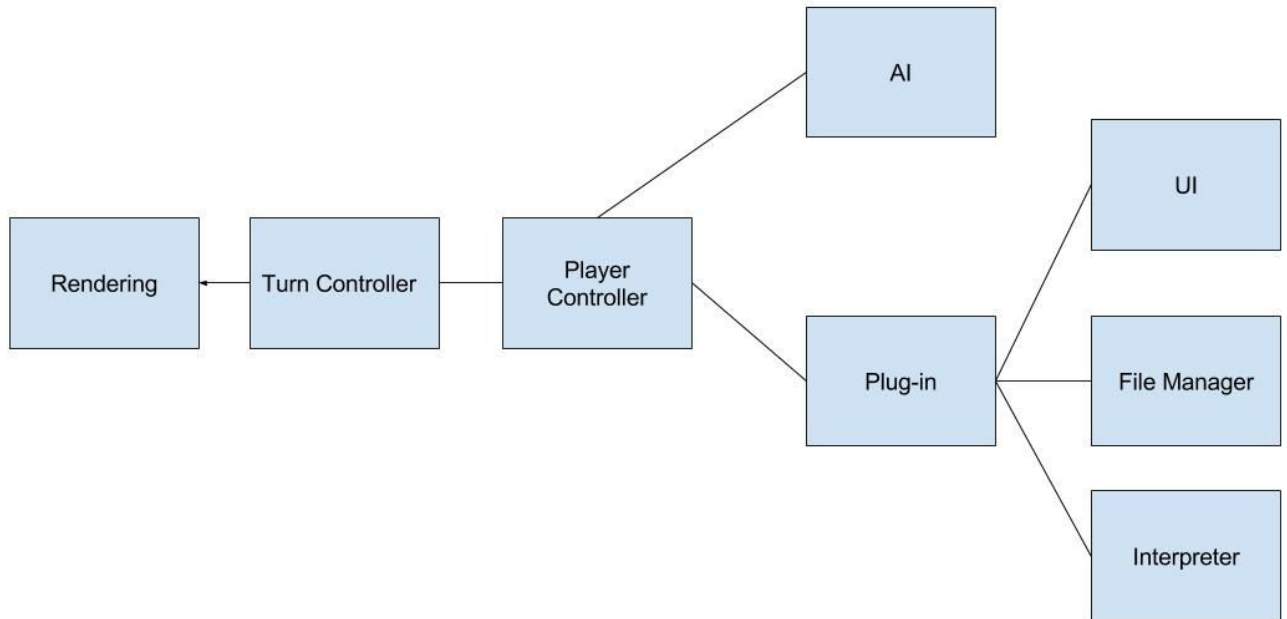 AI
UI
Rendering
Turn Controller
Player
Controller
Plug-in
File Manager
Interpreter